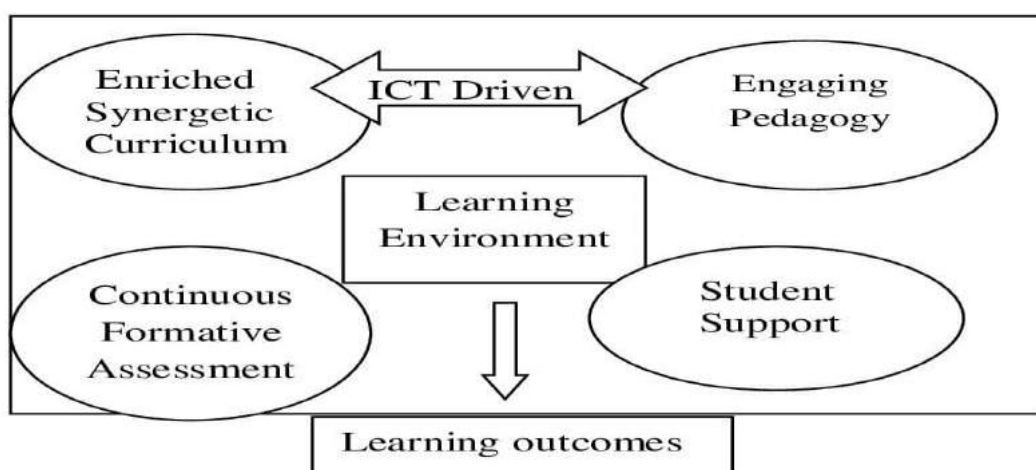 Enriched
Synergetic
Curriculum
ICT Driven
Engaging
Pedagogy
Learning
Environment
Continuous
Formative
Assessment
Student
Support
Learning outcomes